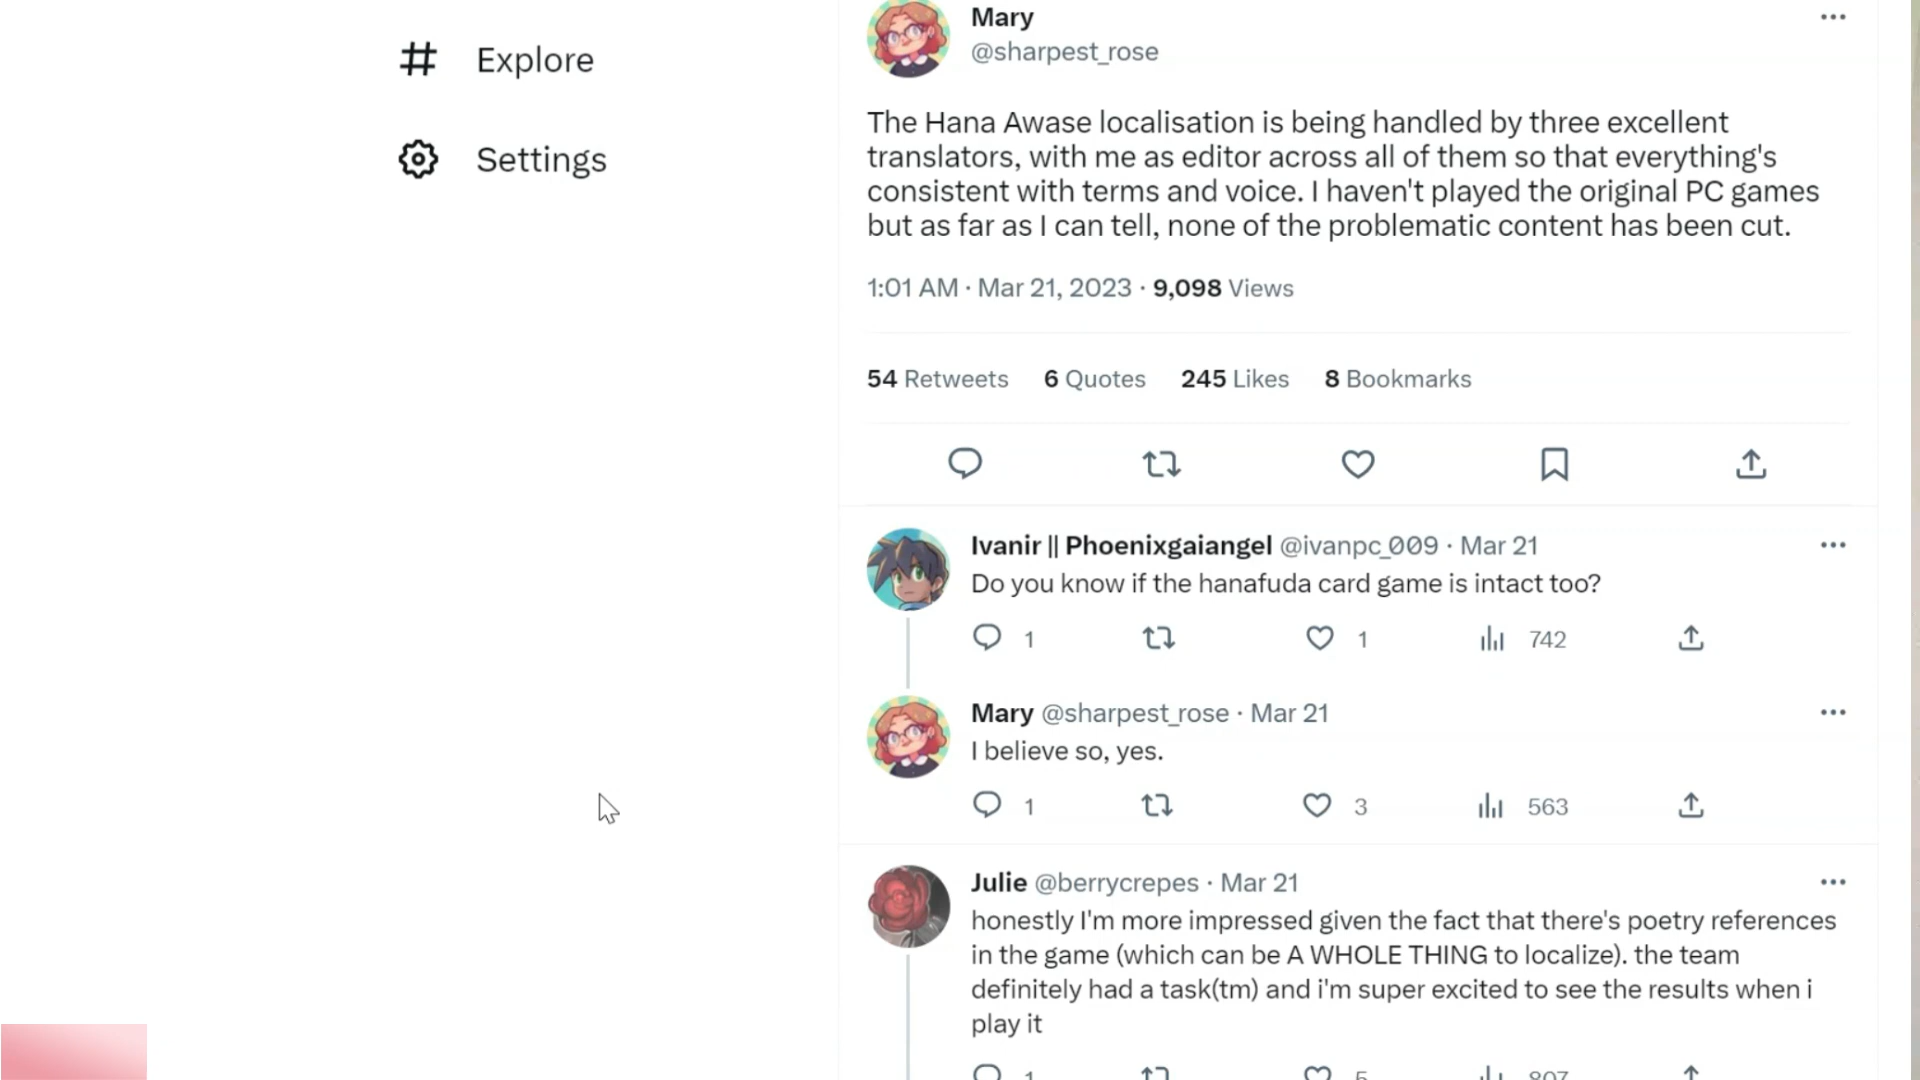 Explore
Settings
Mary
@sharpest_rose
The Hana Awase localisation is being handled by three excellent
translators, with me as editor across all of them so that everything's
consistent with terms and voice. I haven't played the original PC games
but as far as I can tell, none of the problematic content has been cut.
1:01 AM · Mar 21, 2023 · 9,098 Views
54 Retweets 6 Quotes 245 Likes 8 Bookmarks
Ivanir || Phoenixgaiangel @ivanpc_009 · Mar 21
Do you know if the hanafuda card game is intact too?
1 1 742
Mary @sharpest_rose · Mar 21
I believe so, yes.
1 3 563
Julie @berrycrepes · Mar 21
honestly I'm more impressed given the fact that there's poetry references
in the game (which can be A WHOLE THING to localize). the team
definitely had a task(tm) and i'm super excited to see the results when i
play it
1 5 807